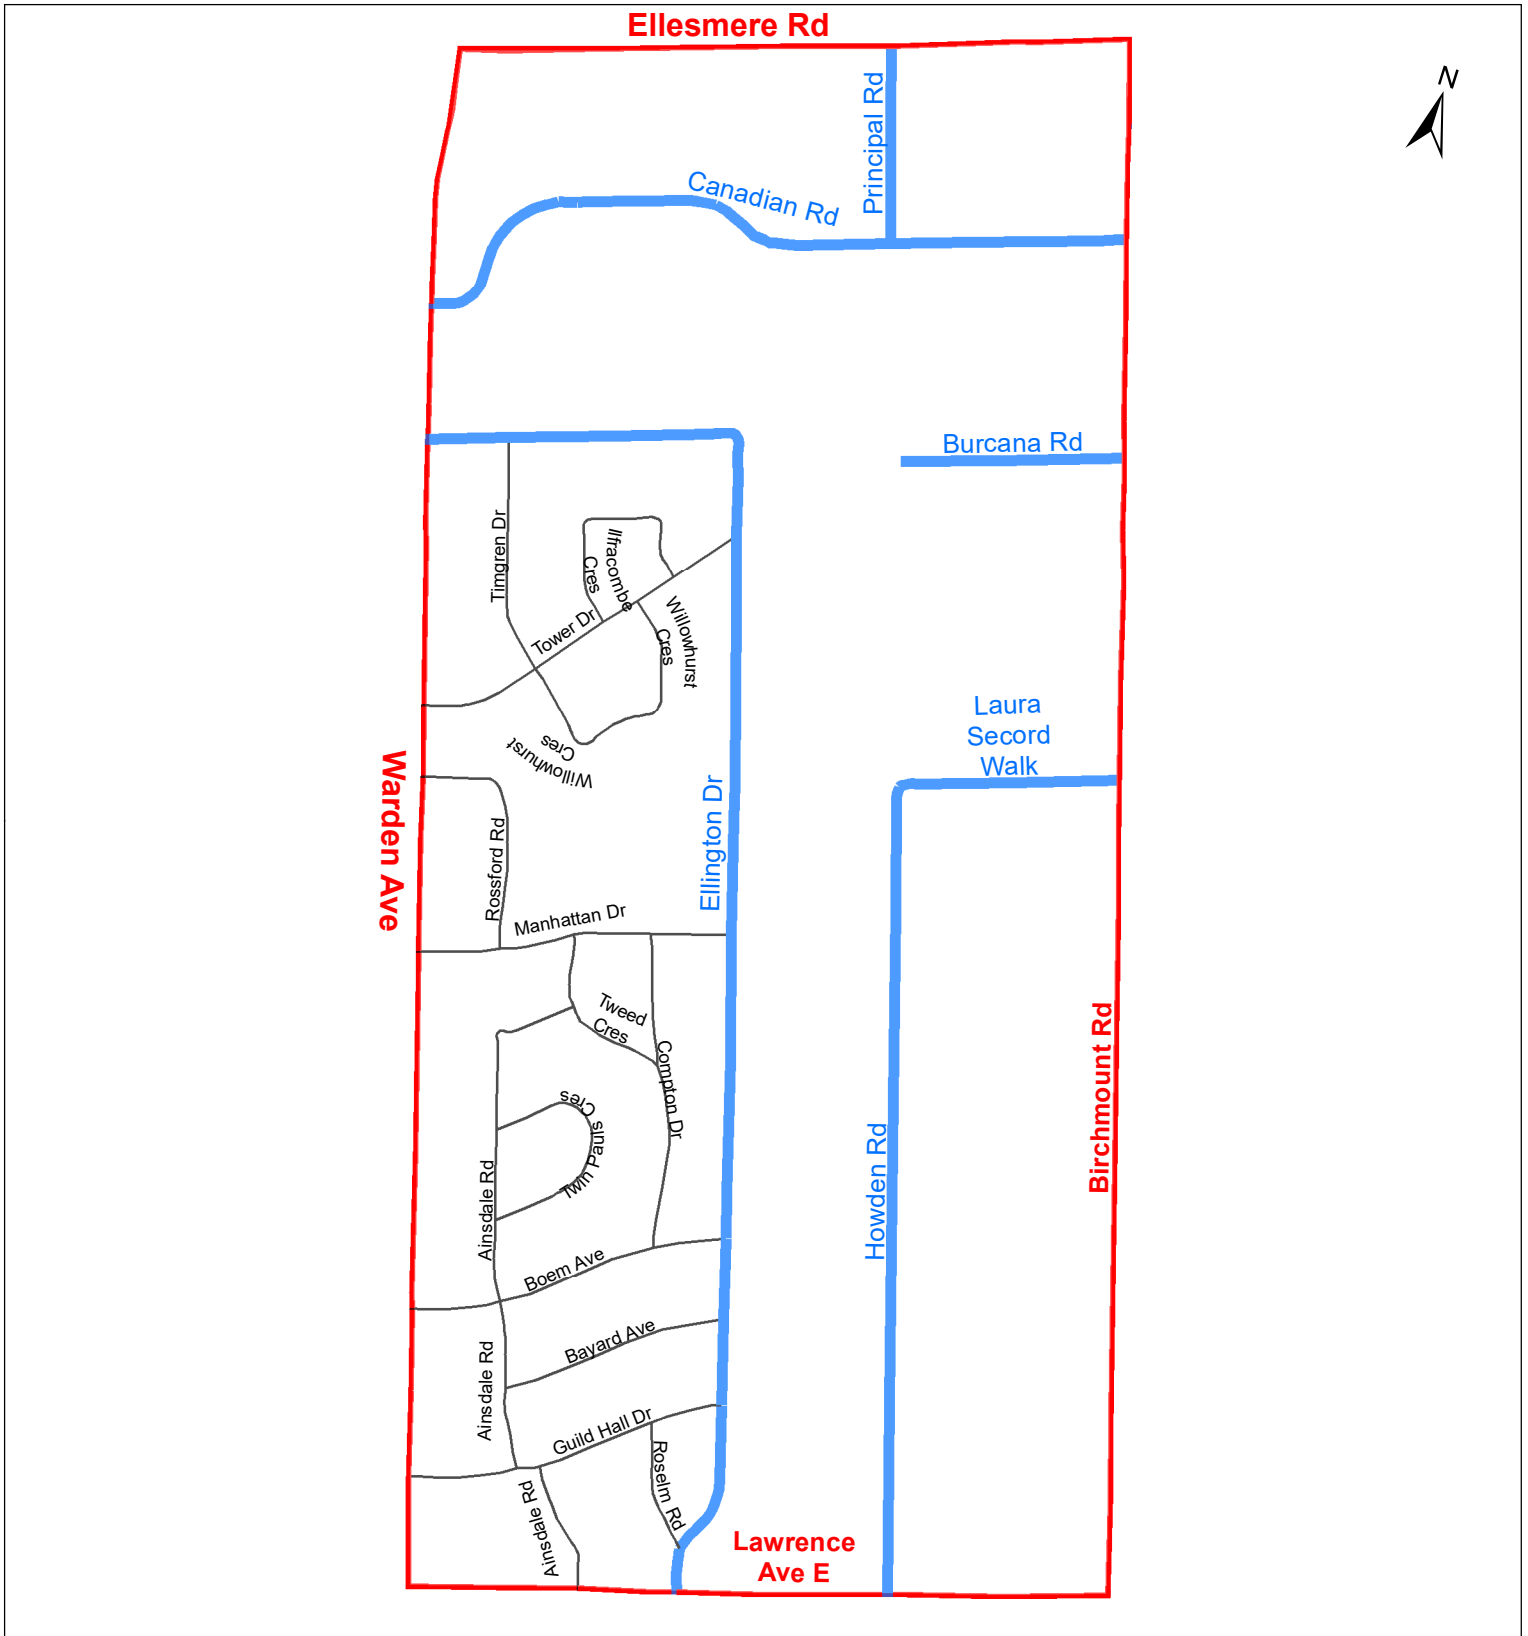 Ellesmere Rd
N
Principal Rd
Canadian Rd
Burcana Rd
Timgren Dr
Ilfracombe
Cres
Tower Dr
Willowhurst
Cres
Laura
Secord
Walk
Willowhurst
Cres
Warden Ave
Ellington Dr
Rossford Rd
Manhattan Dr
Tweed
Cres
Compton Dr
Birchmount Rd
Twin Pauls
Cres
Howden Rd
Ainsdale Rd
Boem Ave
Bayard Ave
Ainsdale Rd
Guild Hall Dr
Roselm Rd
Ainsdale Rd
Lawrence
Ave E